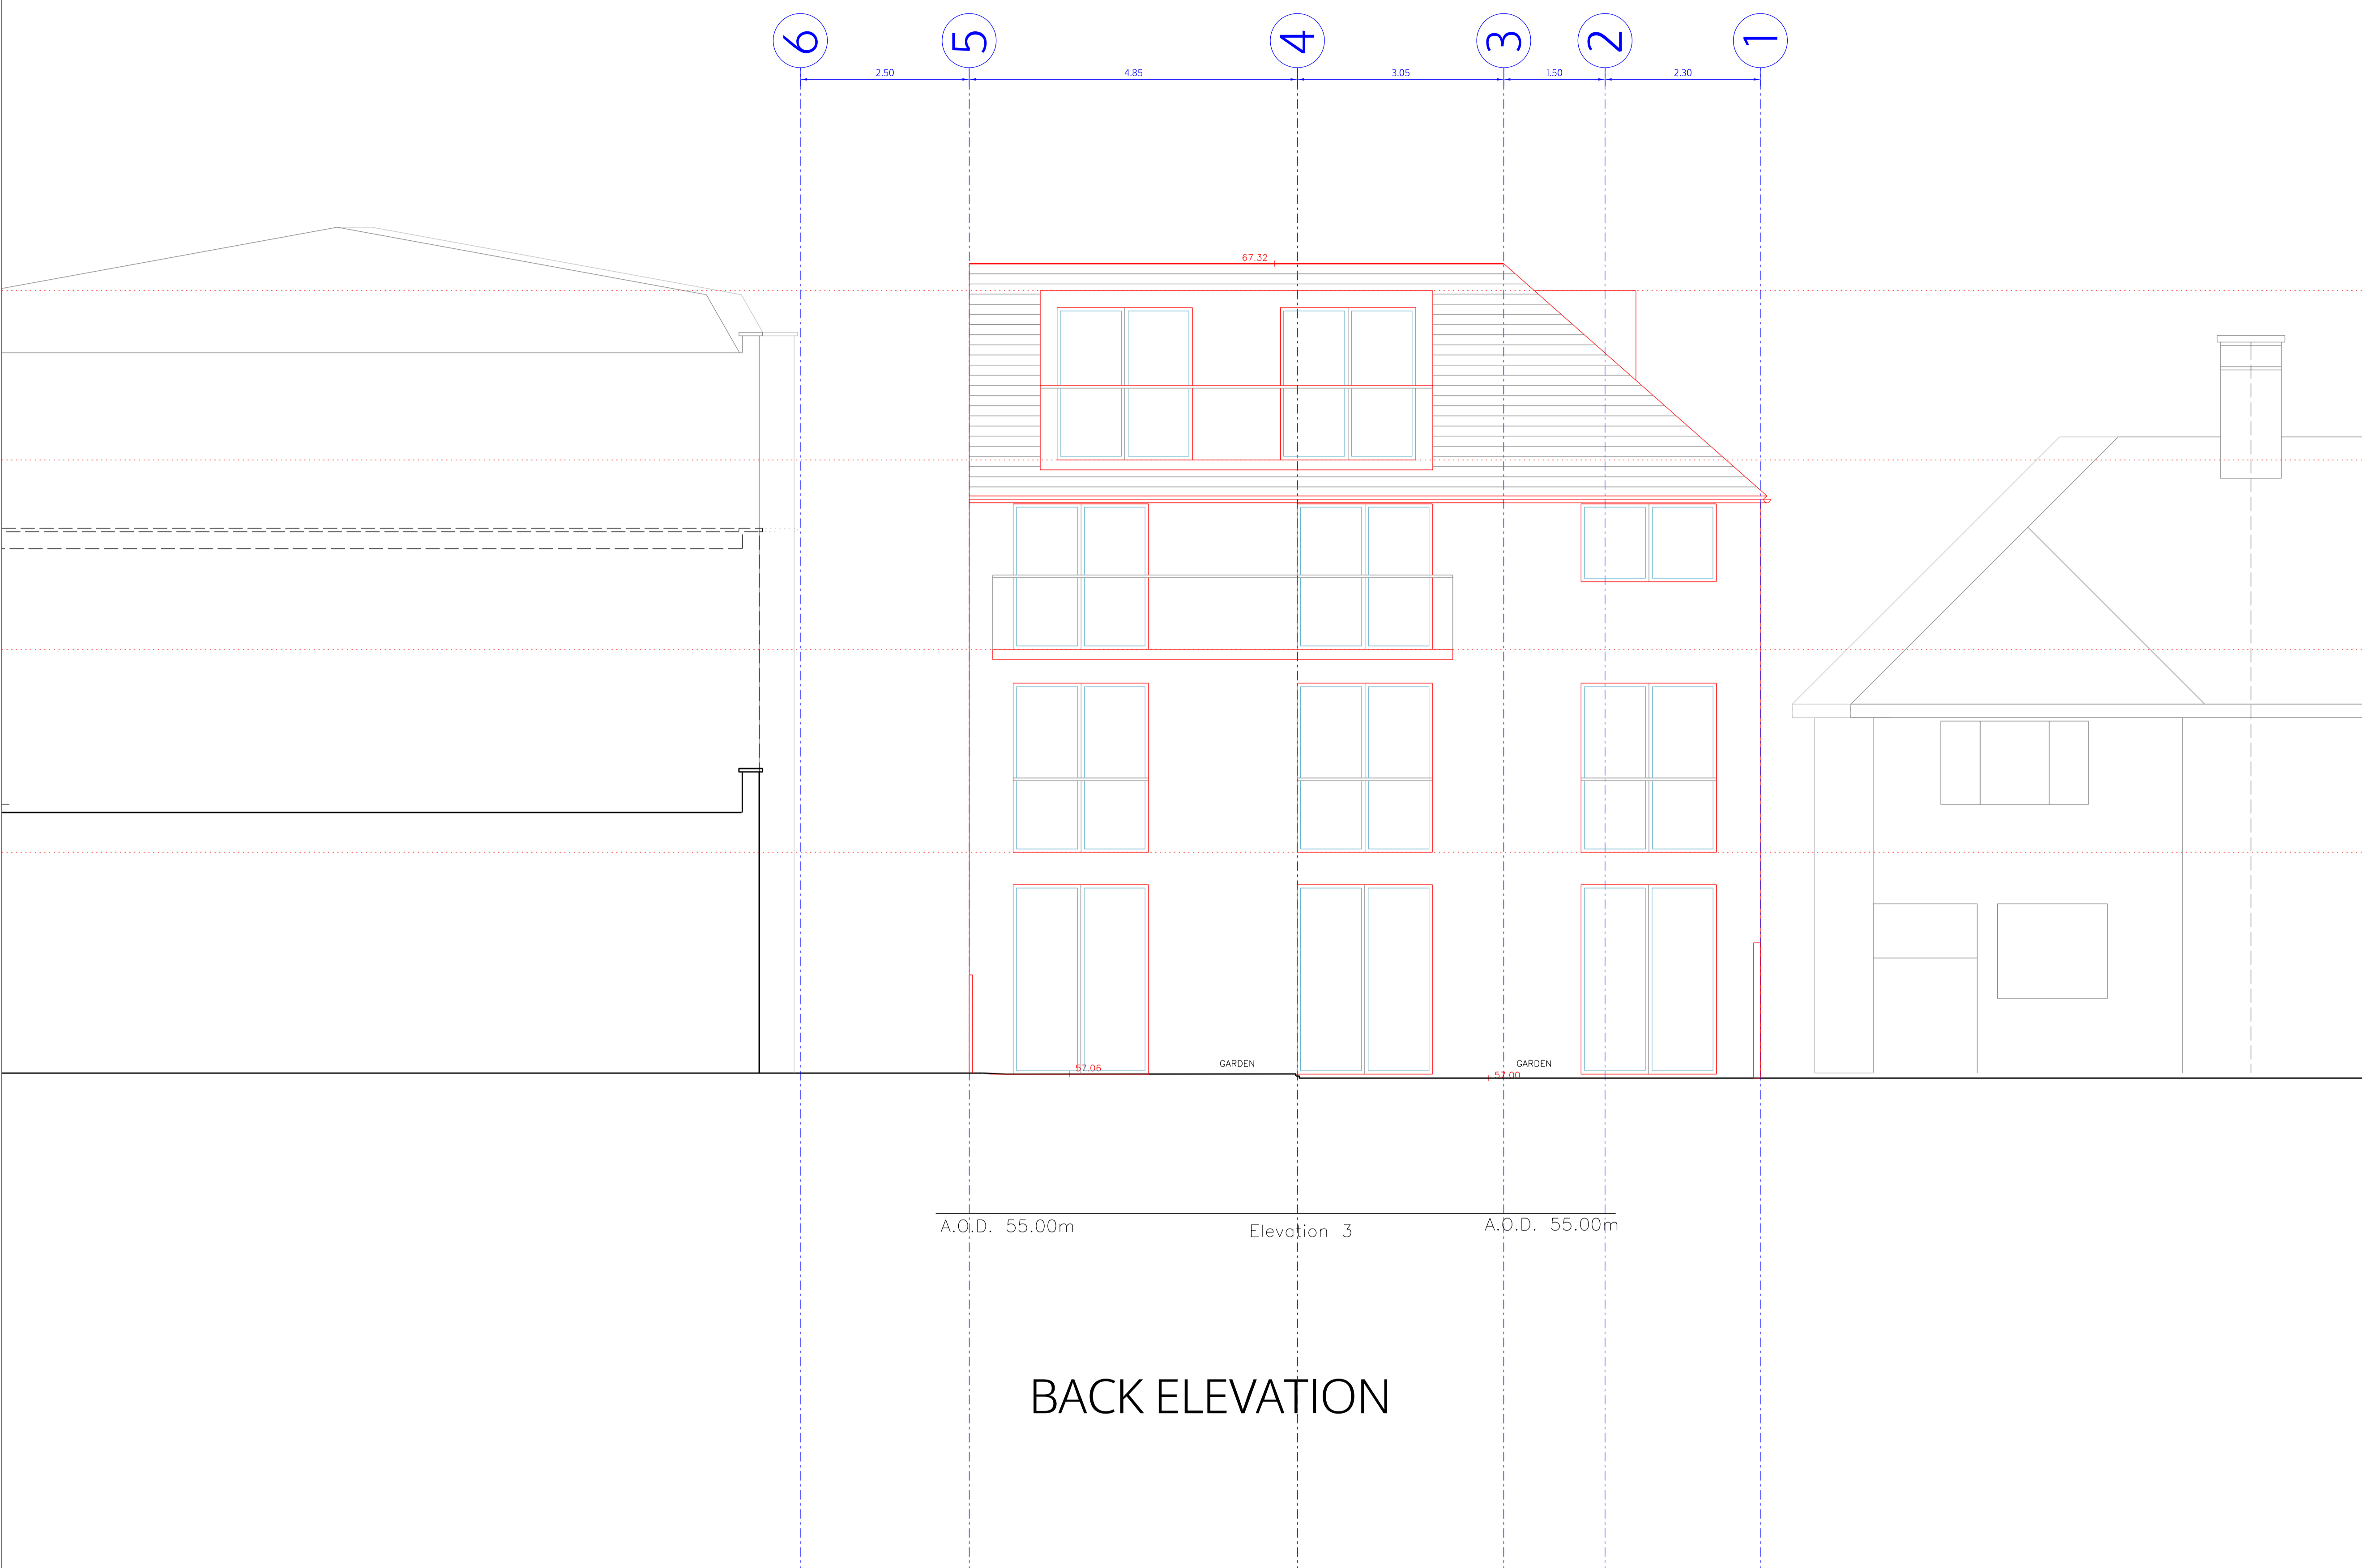 6 5 4 3 2 1
2.50 4.85 3.05 1.50 2.30
67.32
GARDEN GARDEN
57.06
57.00
A.O.D. 55.00m Elevation 3 A.O.D. 55.00m
BACK ELEVATION